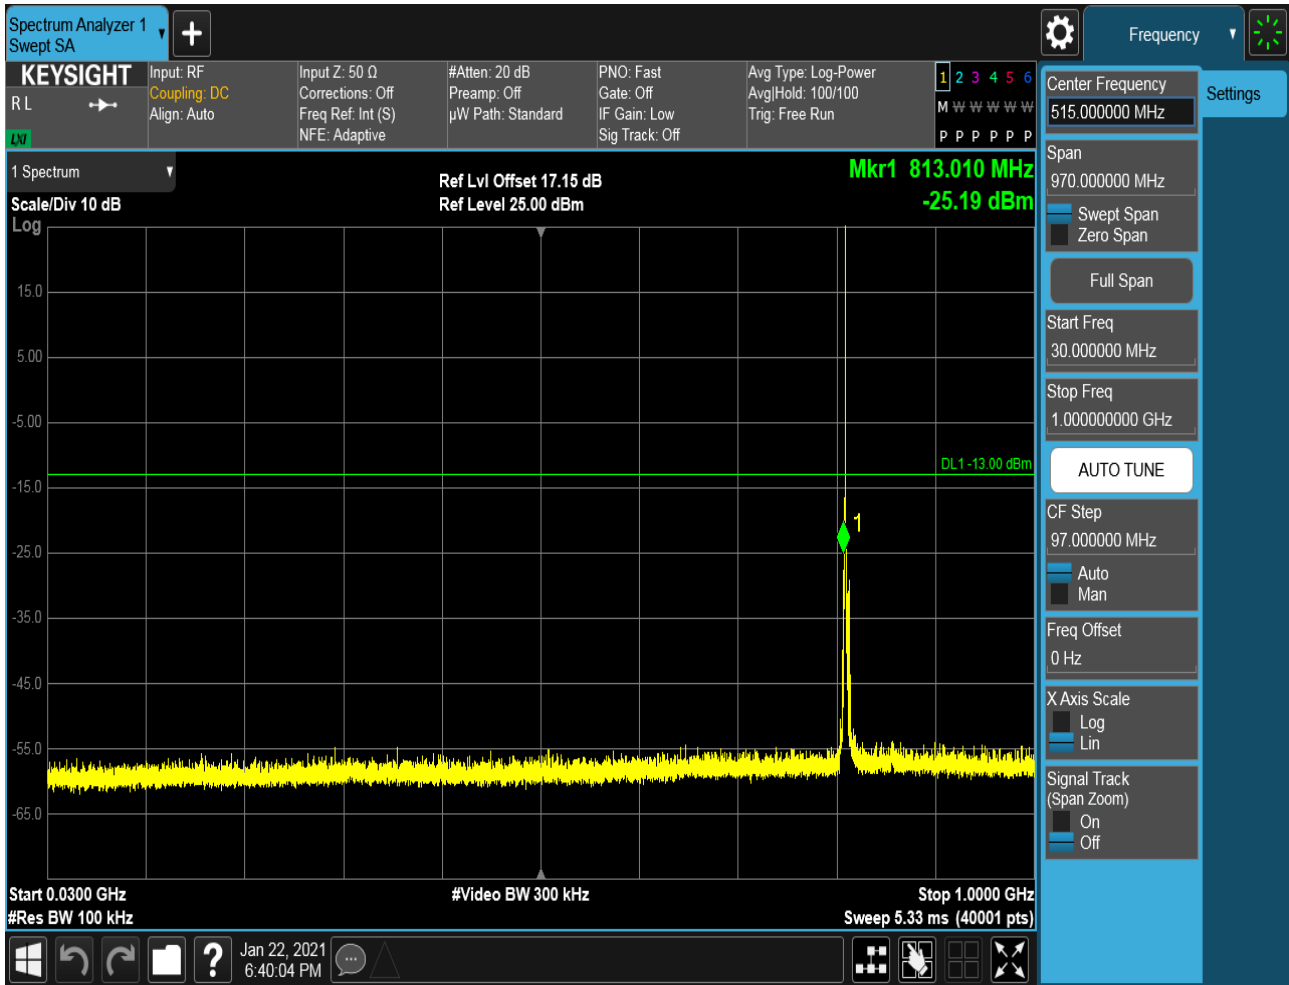 Spectrum Analyzer 1
Swept SA
Frequency
KEYSIGHT
R L
LXI
Input: RF
Coupling: DC
Align: Auto
Input Z: 50 Ω
Corrections: Off
Freq Ref: Int (S)
NFE: Adaptive
#Atten: 20 dB
Preamp: Off
µW Path: Standard
PNO: Fast
Gate: Off
IF Gain: Low
Sig Track: Off
Avg Type: Log-Power
Avg|Hold: 100/100
Trig: Free Run
1 2 3 4 5 6
M W W W W W
P P P P P P
1 Spectrum
Scale/Div 10 dB
Log
Ref Lvl Offset 17.15 dB
Ref Level 25.00 dBm
Mkr1 813.010 MHz
-25.19 dBm
15.0
5.00
-5.00
-15.0
-25.0
-35.0
-45.0
-55.0
-65.0
DL1 -13.00 dBm
1
Start 0.0300 GHz
#Res BW 100 kHz
#Video BW 300 kHz
Stop 1.0000 GHz
Sweep 5.33 ms (40001 pts)
Jan 22, 2021
6:40:04 PM
Center Frequency
515.000000 MHz
Settings
Span
970.000000 MHz
Swept Span
Zero Span
Full Span
Start Freq
30.000000 MHz
Stop Freq
1.000000000 GHz
AUTO TUNE
CF Step
97.000000 MHz
Auto
Man
Freq Offset
0 Hz
X Axis Scale
Log
Lin
Signal Track
(Span Zoom)
On
Off